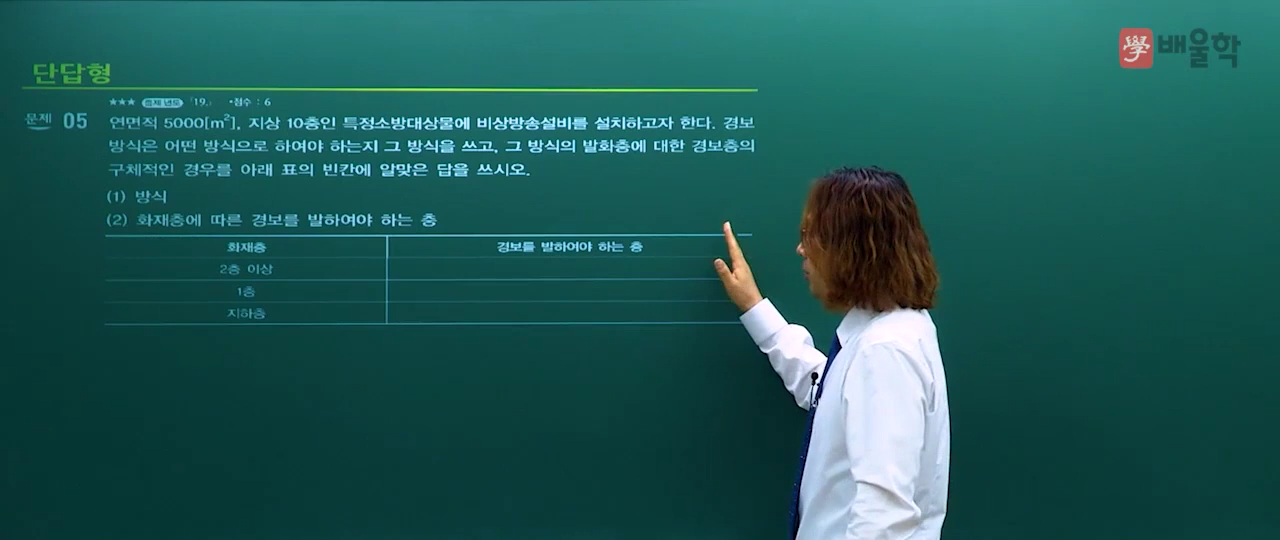 學 배울학
단답형
★★★ 출제년도 「19.」 •점수 : 6
문제 05 연면적 5000[m²], 지상 10층인 특정소방대상물에 비상방송설비를 설치하고자 한다. 경보
방식은 어떤 방식으로 하여야 하는지 그 방식을 쓰고, 그 방식의 발화층에 대한 경보층의
구체적인 경우를 아래 표의 빈칸에 알맞은 답을 쓰시오.
(1) 방식
(2) 화재층에 따른 경보를 발하여야 하는 층
화재층 경보를 발하여야 하는 층
2층 이상
1층
지하층